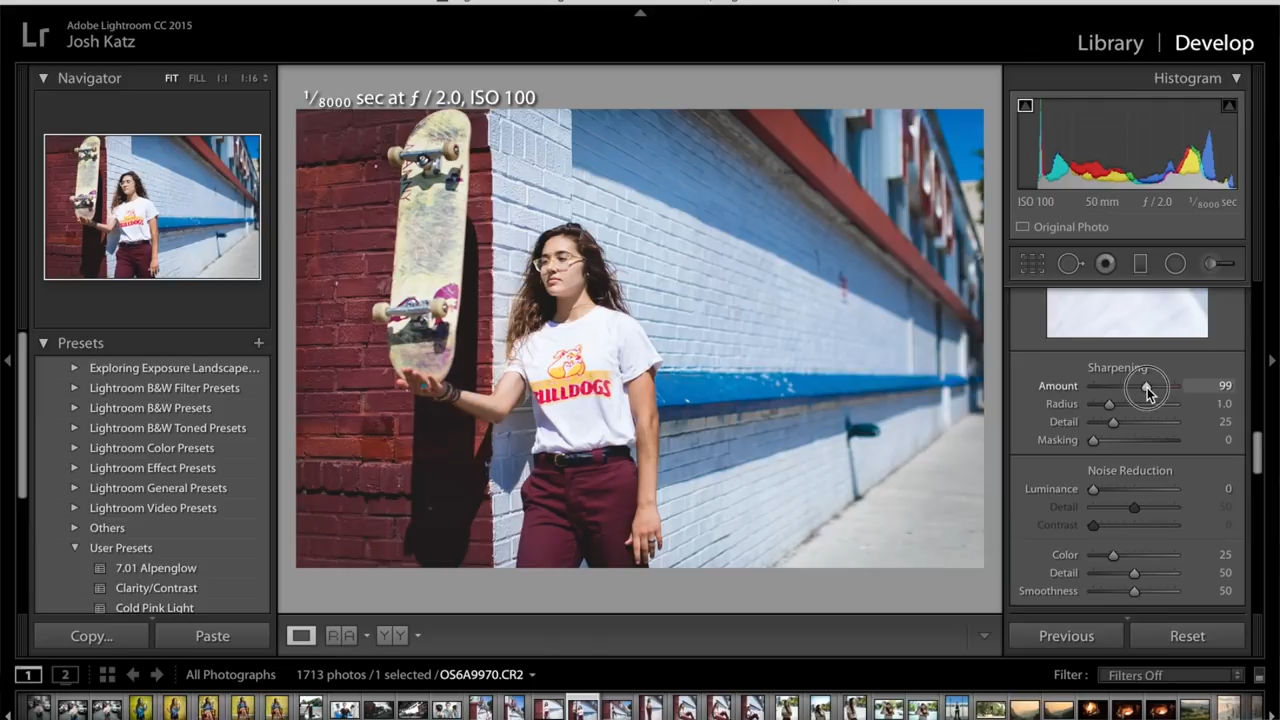 Lr
Adobe Lightroom CC 2015
Josh Katz
Library | Develop
Navigator FIT FILL 1:1 1:16
Histogram
1/8000 sec at ƒ / 2.0, ISO 100
ISO 100 50 mm ƒ / 2.0 1/8000 sec
Original Photo
BULLDOGS
Presets +
Exploring Exposure Landscape…
Lightroom B&W Filter Presets
Lightroom B&W Presets
Lightroom B&W Toned Presets
Lightroom Color Presets
Lightroom Effect Presets
Lightroom General Presets
Lightroom Video Presets
Others
User Presets
7.01 Alpenglow
Clarity/Contrast
Cold Pink Light
Sharpening
Amount 99
Radius 1.0
Detail 25
Masking 0
Noise Reduction
Luminance 0
Detail 50
Contrast 0
Color 25
Detail 50
Smoothness 50
Copy... Paste
R A Y Y
Previous Reset
1 2 All Photographs 1713 photos / 1 selected / OS6A9970.CR2
Filter : Filters Off